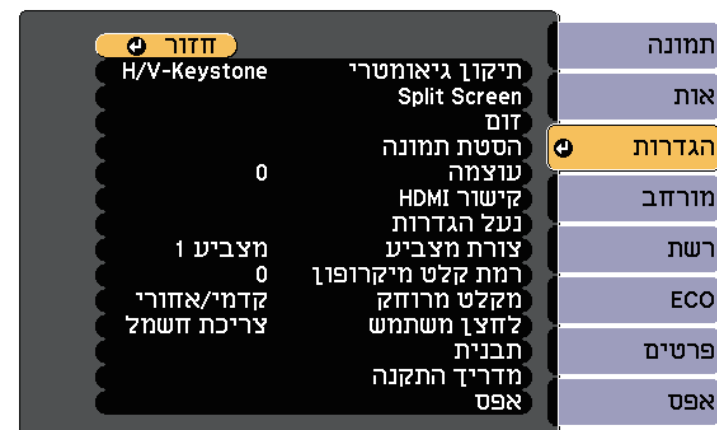 חזור
תיקון גיאומטרי H/V-Keystone
Split Screen
זום
הסטת תמונה
עוצמה 0
קישור HDMI
נעל הגדרות
צורת מצביע מצביע 1
רמת קלט מיקרופון 0
מקלט מרוחק קדמי/אחורי
לחצן משתמש צריכת חשמל
תבנית
מדריך התקנה
אפס
תמונה
אות
הגדרות
מורחב
רשת
ECO
פרטים
אפס